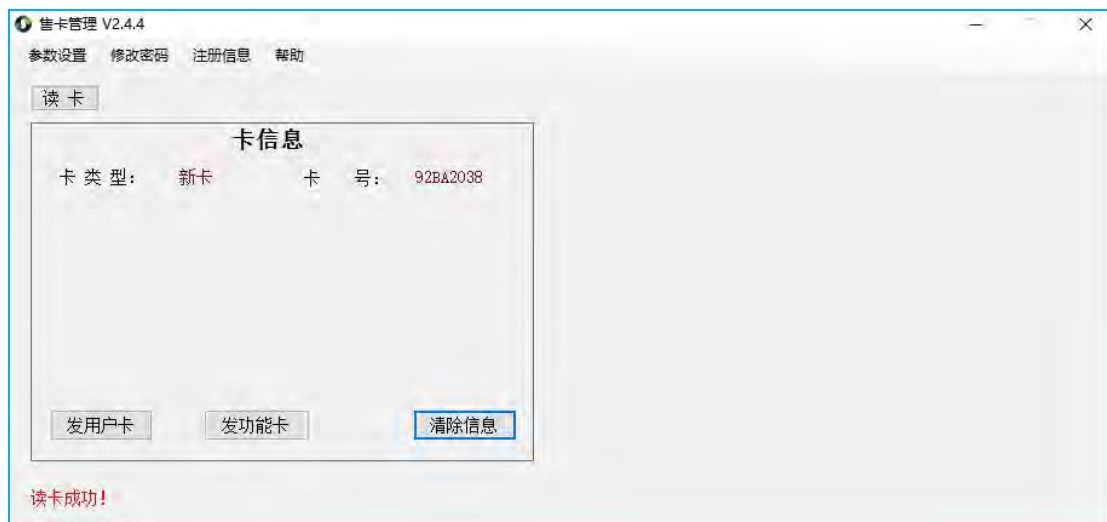 售卡管理 V2.4.4
参数设置 修改密码 注册信息 帮助
读 卡
卡信息
卡 类 型： 新卡 卡 号： 92BA2038
发用户卡 发功能卡 清除信息
读卡成功！